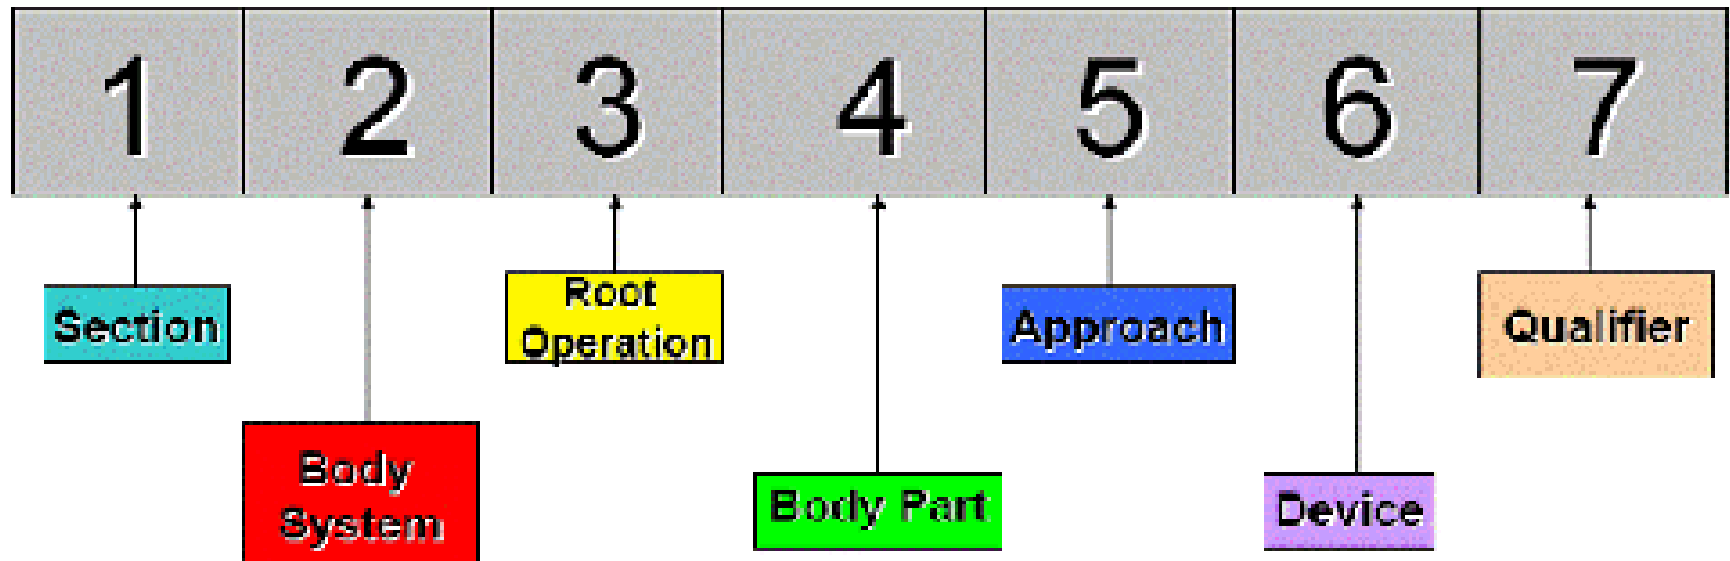 1 2 3 4 5 6 7
Section
Body
System
Root
Operation
Body Part
Approach
Device
Qualifier